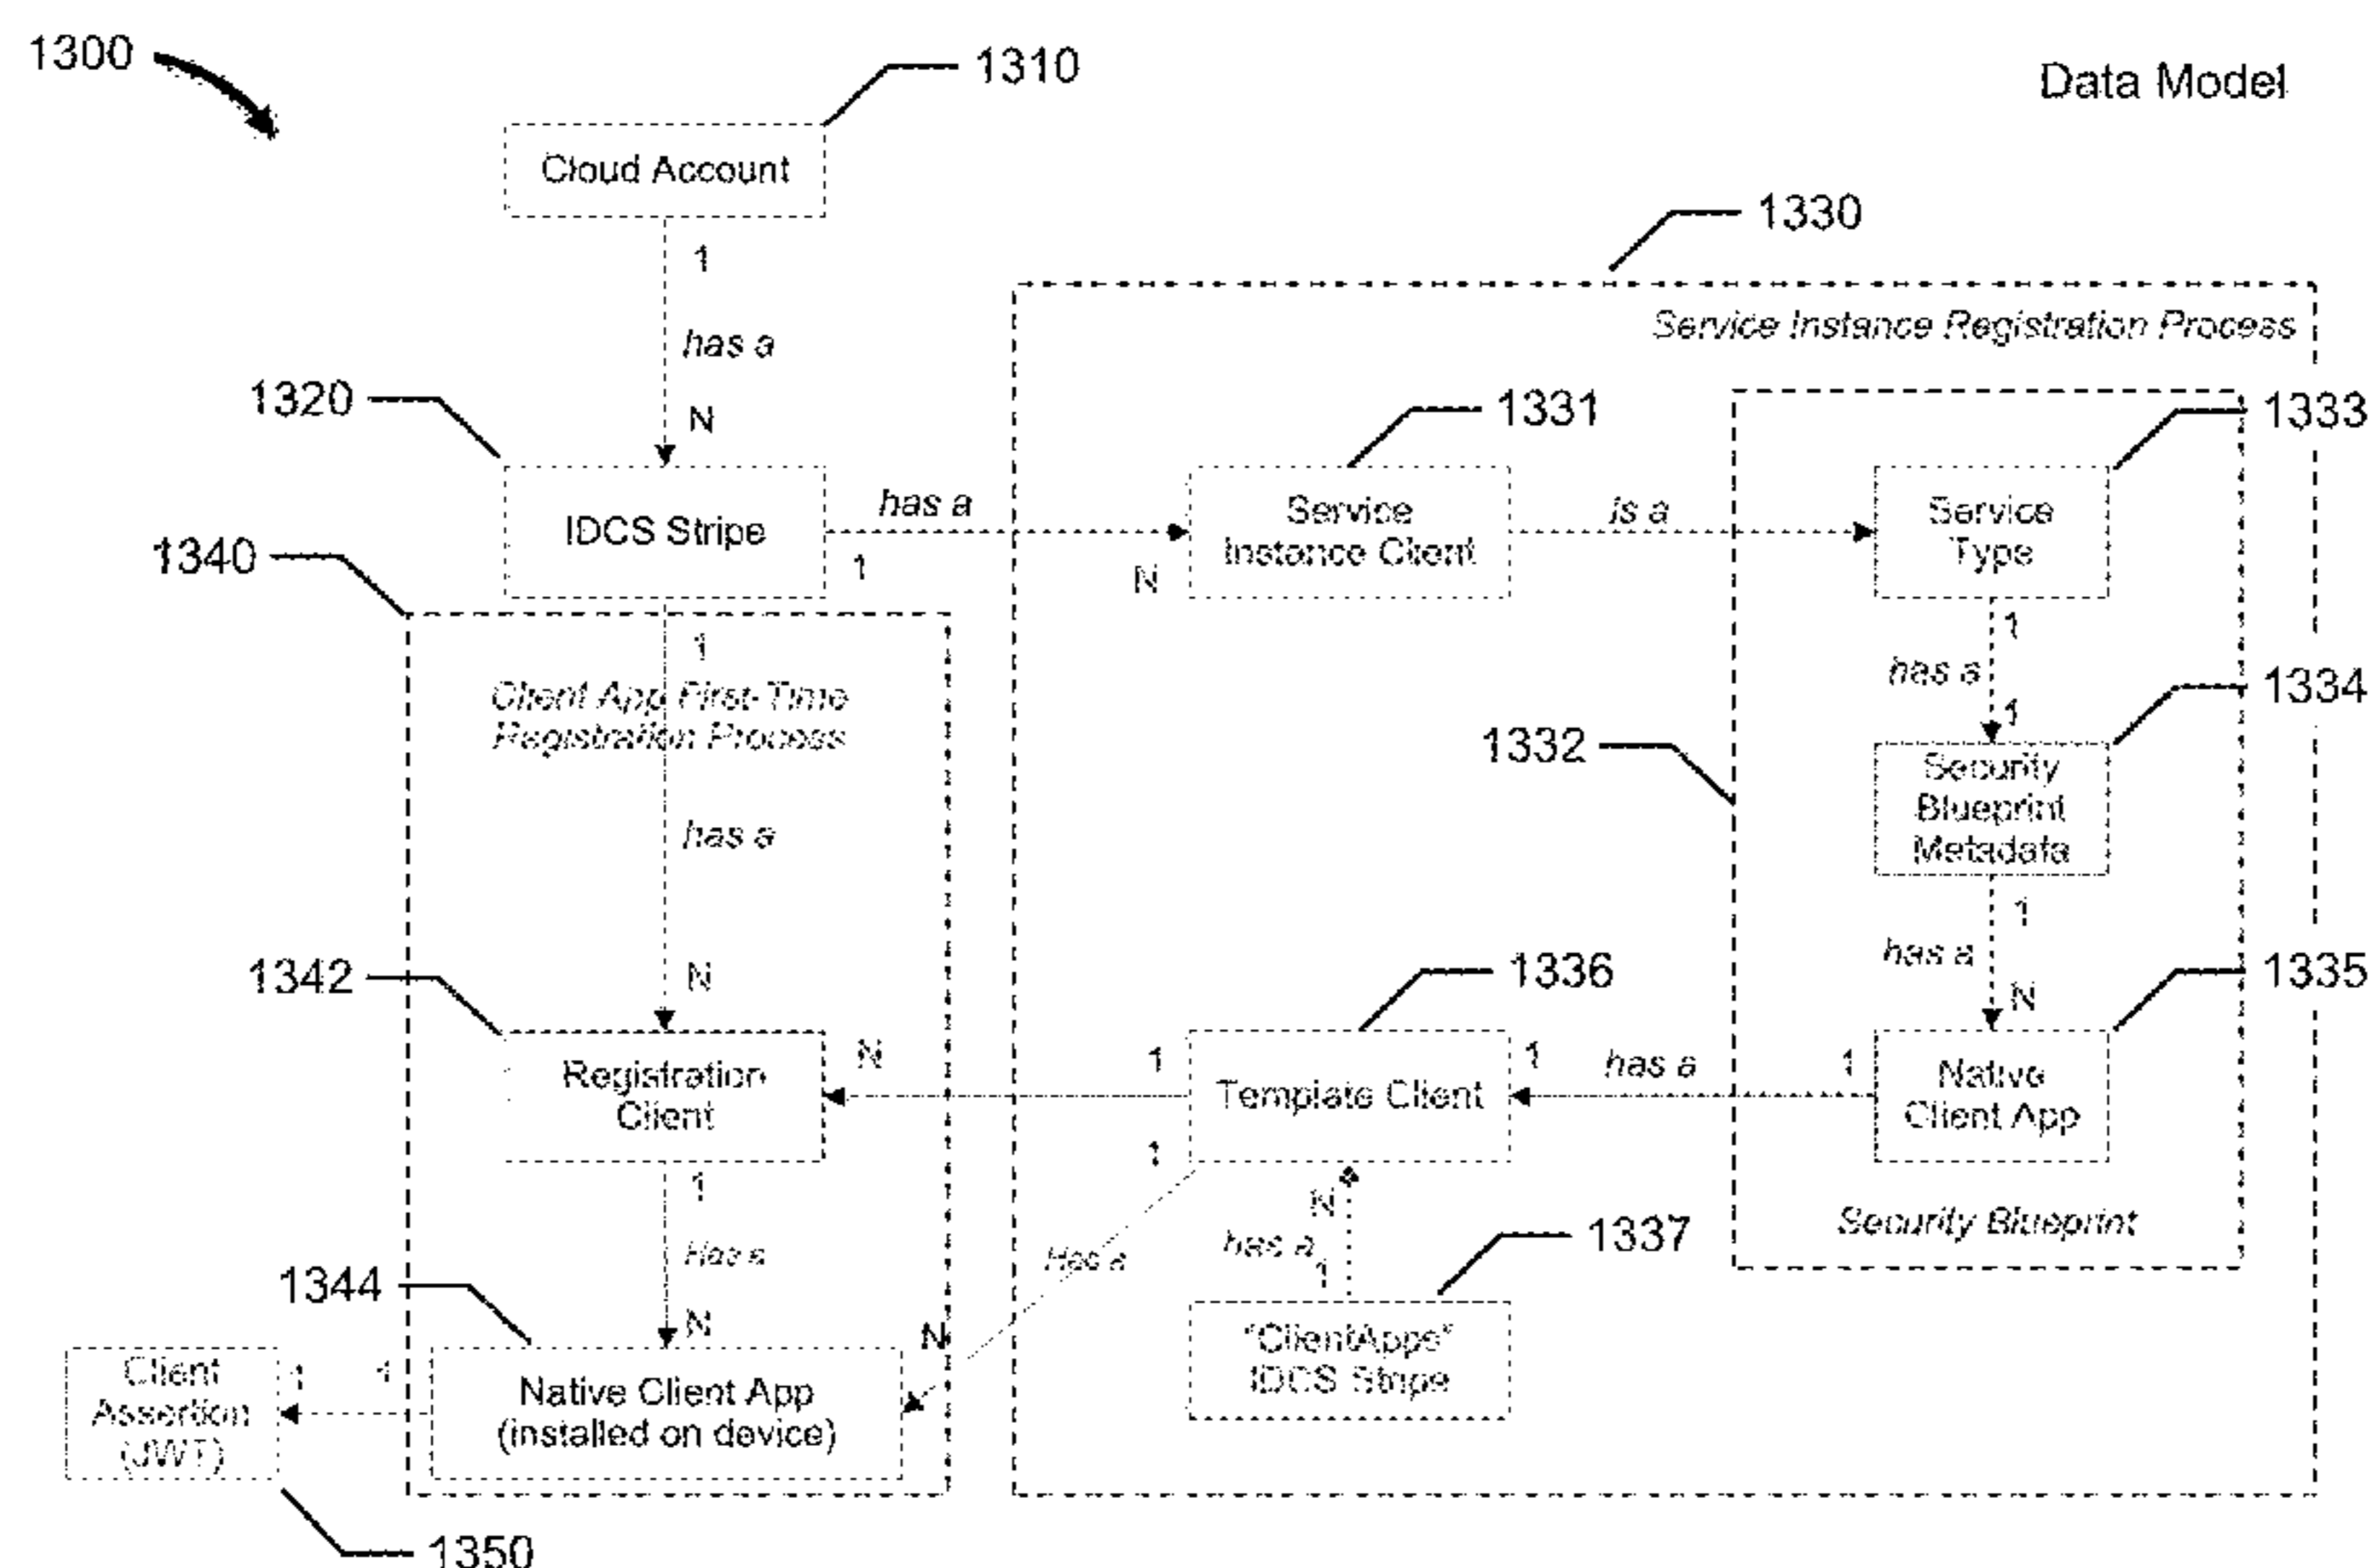 1300
1310
Data Model
Cloud Account
1330
1
Service Instance Registration Process
has a
1320
N
1331
1333
has a
IDCS Stripe
Service
Instance Client
is a
Service
Type
1340
1
N
1
1
Client App First-Time
Registration Process
has a
1334
1
1332
Security
Blueprint
Metadata
has a
1
has a
1342
N
1336
1335
N
N
1
1
has a
1
Registration
Client
Template Client
Native
Client App
1
1
N
Security Blueprint
1337
Has a
Has a
has a
1
1344
N
N
"ClientApps"
IDCS Stripe
Client
Assertion
(JWT)
1
1
Native Client App
(installed on device)
1350